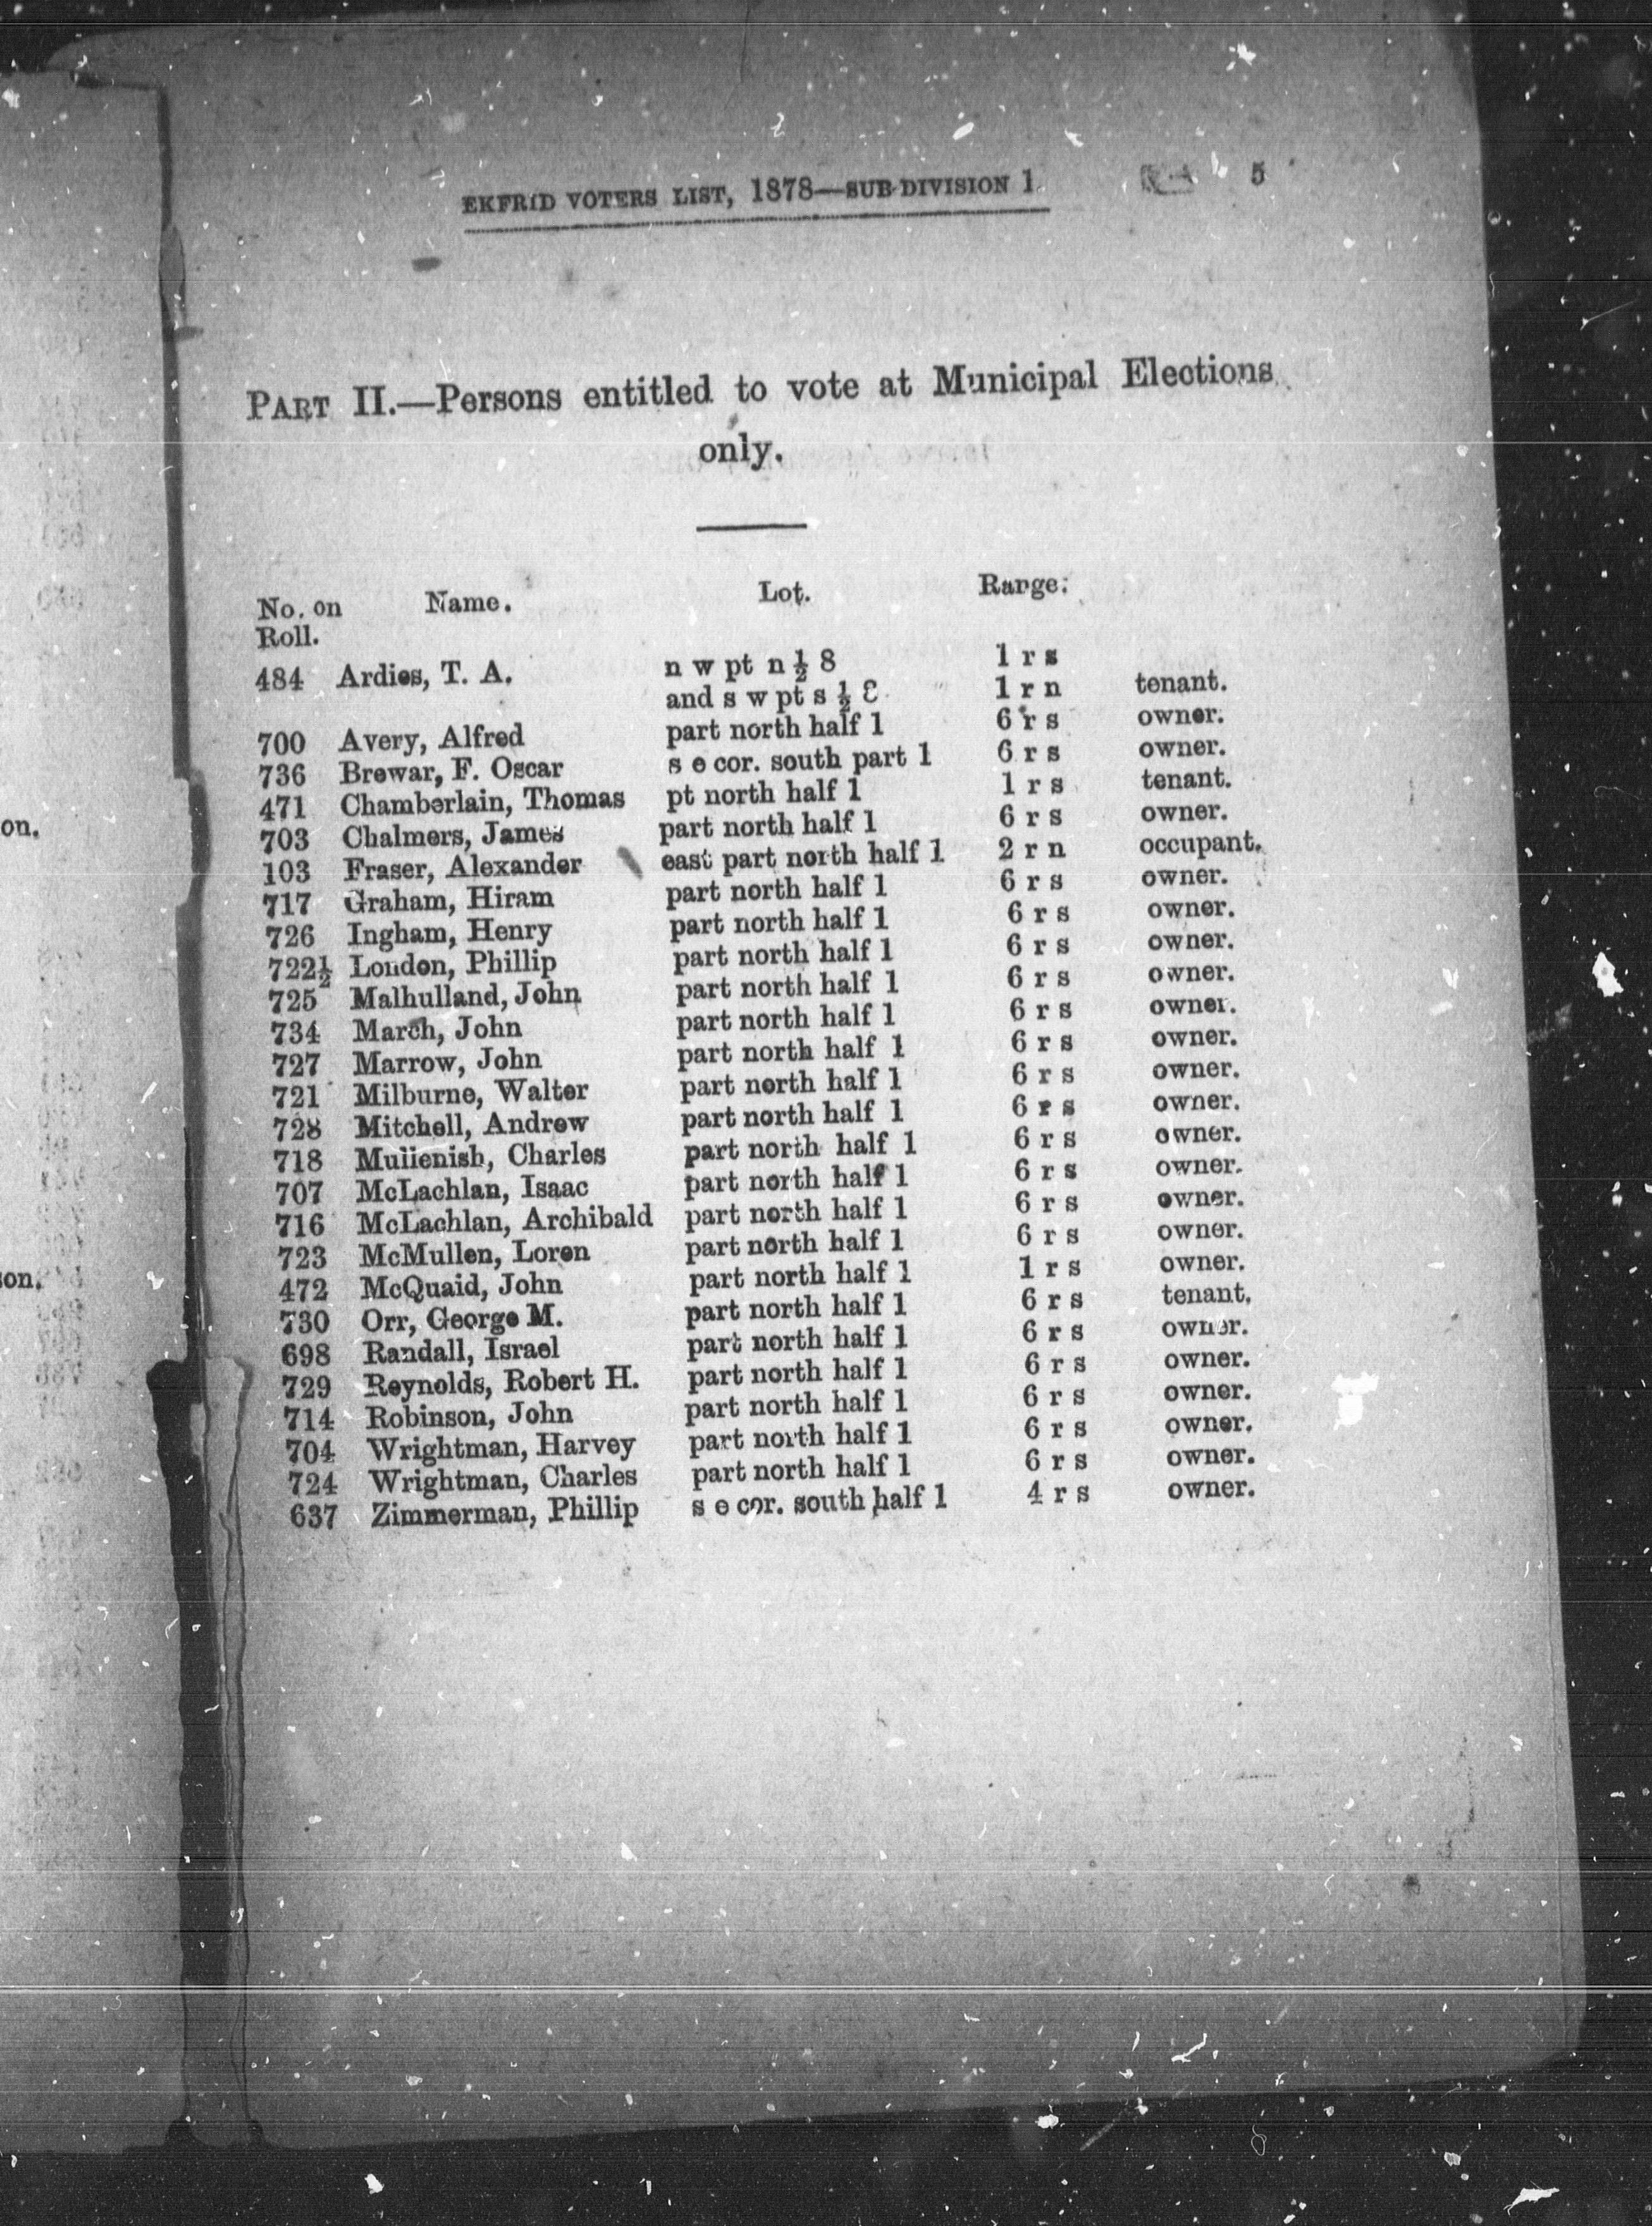 on.
EKFRID VOTERS LIST, 1878—SUB-DIVISION 1 5
PART II.—Persons entitled to vote at Municipal Elections
only.
No. on Name. Lot. Range.
Roll.
484 Ardies, T. A. n w pt n ½ 8 1 r s
and s w pt s ½ 8 1 r n tenant.
700 Avery, Alfred part north half 1 6 r s owner.
736 Brewar, F. Oscar s e cor. south part 1 6 r s owner.
471 Chamberlain, Thomas pt north half 1 1 r s tenant.
703 Chalmers, James part north half 1 6 r s owner.
103 Fraser, Alexander east part north half 1 2 r n occupant.
717 Graham, Hiram part north half 1 6 r s owner.
726 Ingham, Henry part north half 1 6 r s owner.
722½ London, Phillip part north half 1 6 r s owner.
725 Malhulland, John part north half 1 6 r s owner.
734 March, John part north half 1 6 r s owner.
727 Marrow, John part north half 1 6 r s owner.
721 Milburne, Walter part north half 1 6 r s owner.
728 Mitchell, Andrew part north half 1 6 r s owner.
718 Mullenish, Charles part north half 1 6 r s owner.
707 McLachlan, Isaac part north half 1 6 r s owner.
716 McLachlan, Archibald part north half 1 6 r s owner.
723 McMullen, Loren part north half 1 6 r s owner.
472 McQuaid, John part north half 1 1 r s tenant.
730 Orr, George M. part north half 1 6 r s owner.
698 Randall, Israel part north half 1 6 r s owner.
729 Reynolds, Robert H. part north half 1 6 r s owner.
714 Robinson, John part north half 1 6 r s owner.
704 Wrightman, Harvey part north half 1 6 r s owner.
724 Wrightman, Charles part north half 1 6 r s owner.
637 Zimmerman, Phillip s e cor. south half 1 4 r s owner.